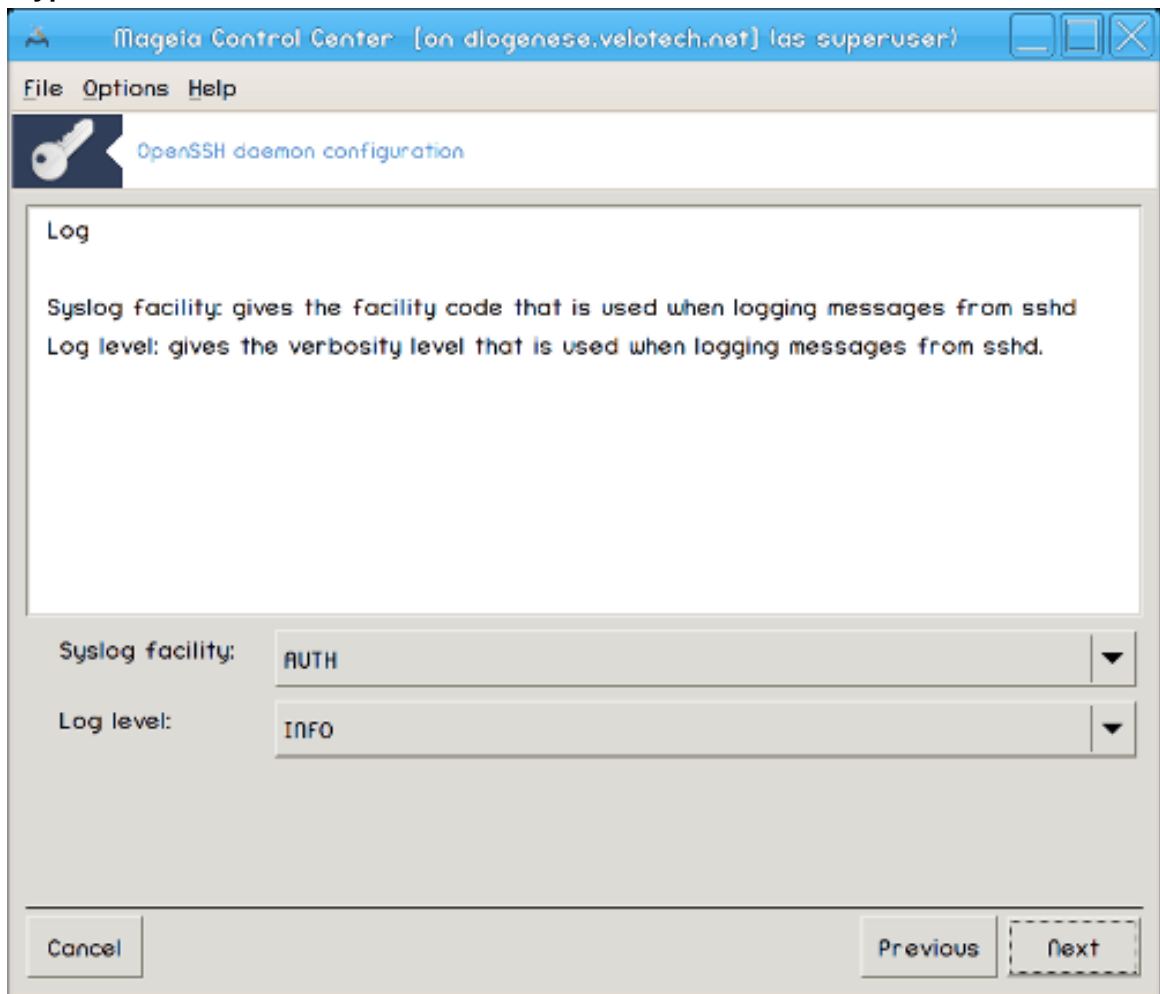 Mageia Control Center [on diogenese.velotech.net] (as superuser)
File Options Help
OpenSSH daemon configuration
Log
Syslog facility: gives the facility code that is used when logging messages from sshd
Log level: gives the verbosity level that is used when logging messages from sshd.
Syslog facility: AUTH
Log level: INFO
Cancel Previous Next